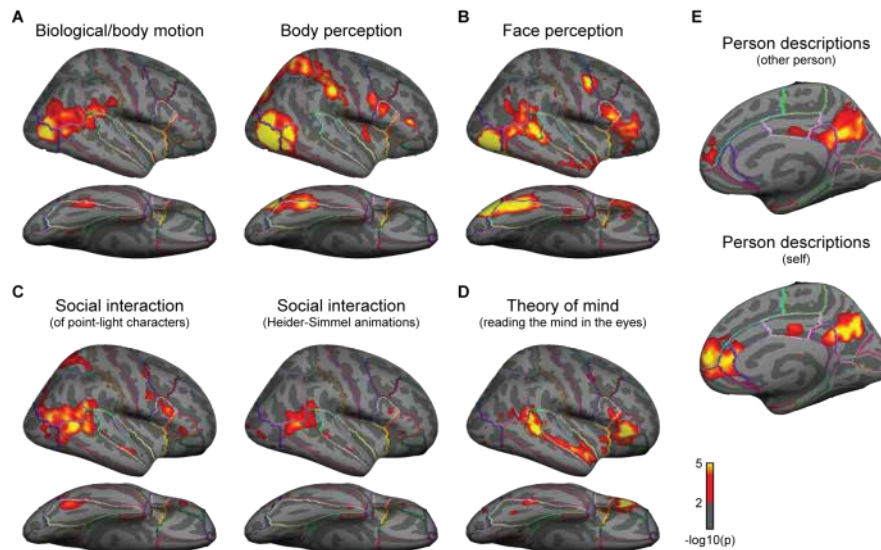 A
Biological/body motion
Body perception
B
Face perception
E
Person descriptions
(other person)
Person descriptions
(self)
C
Social interaction
(of point-light characters)
Social interaction
(Heider-Simmel animations)
D
Theory of mind
(reading the mind in the eyes)
5
2
-log10(p)